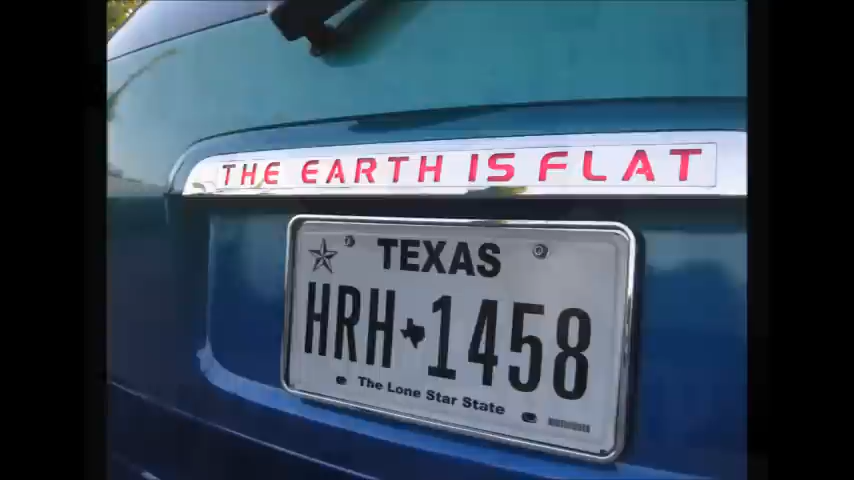 THE EARTH IS FLAT
TEXAS
HRH 1458
The Lone Star State